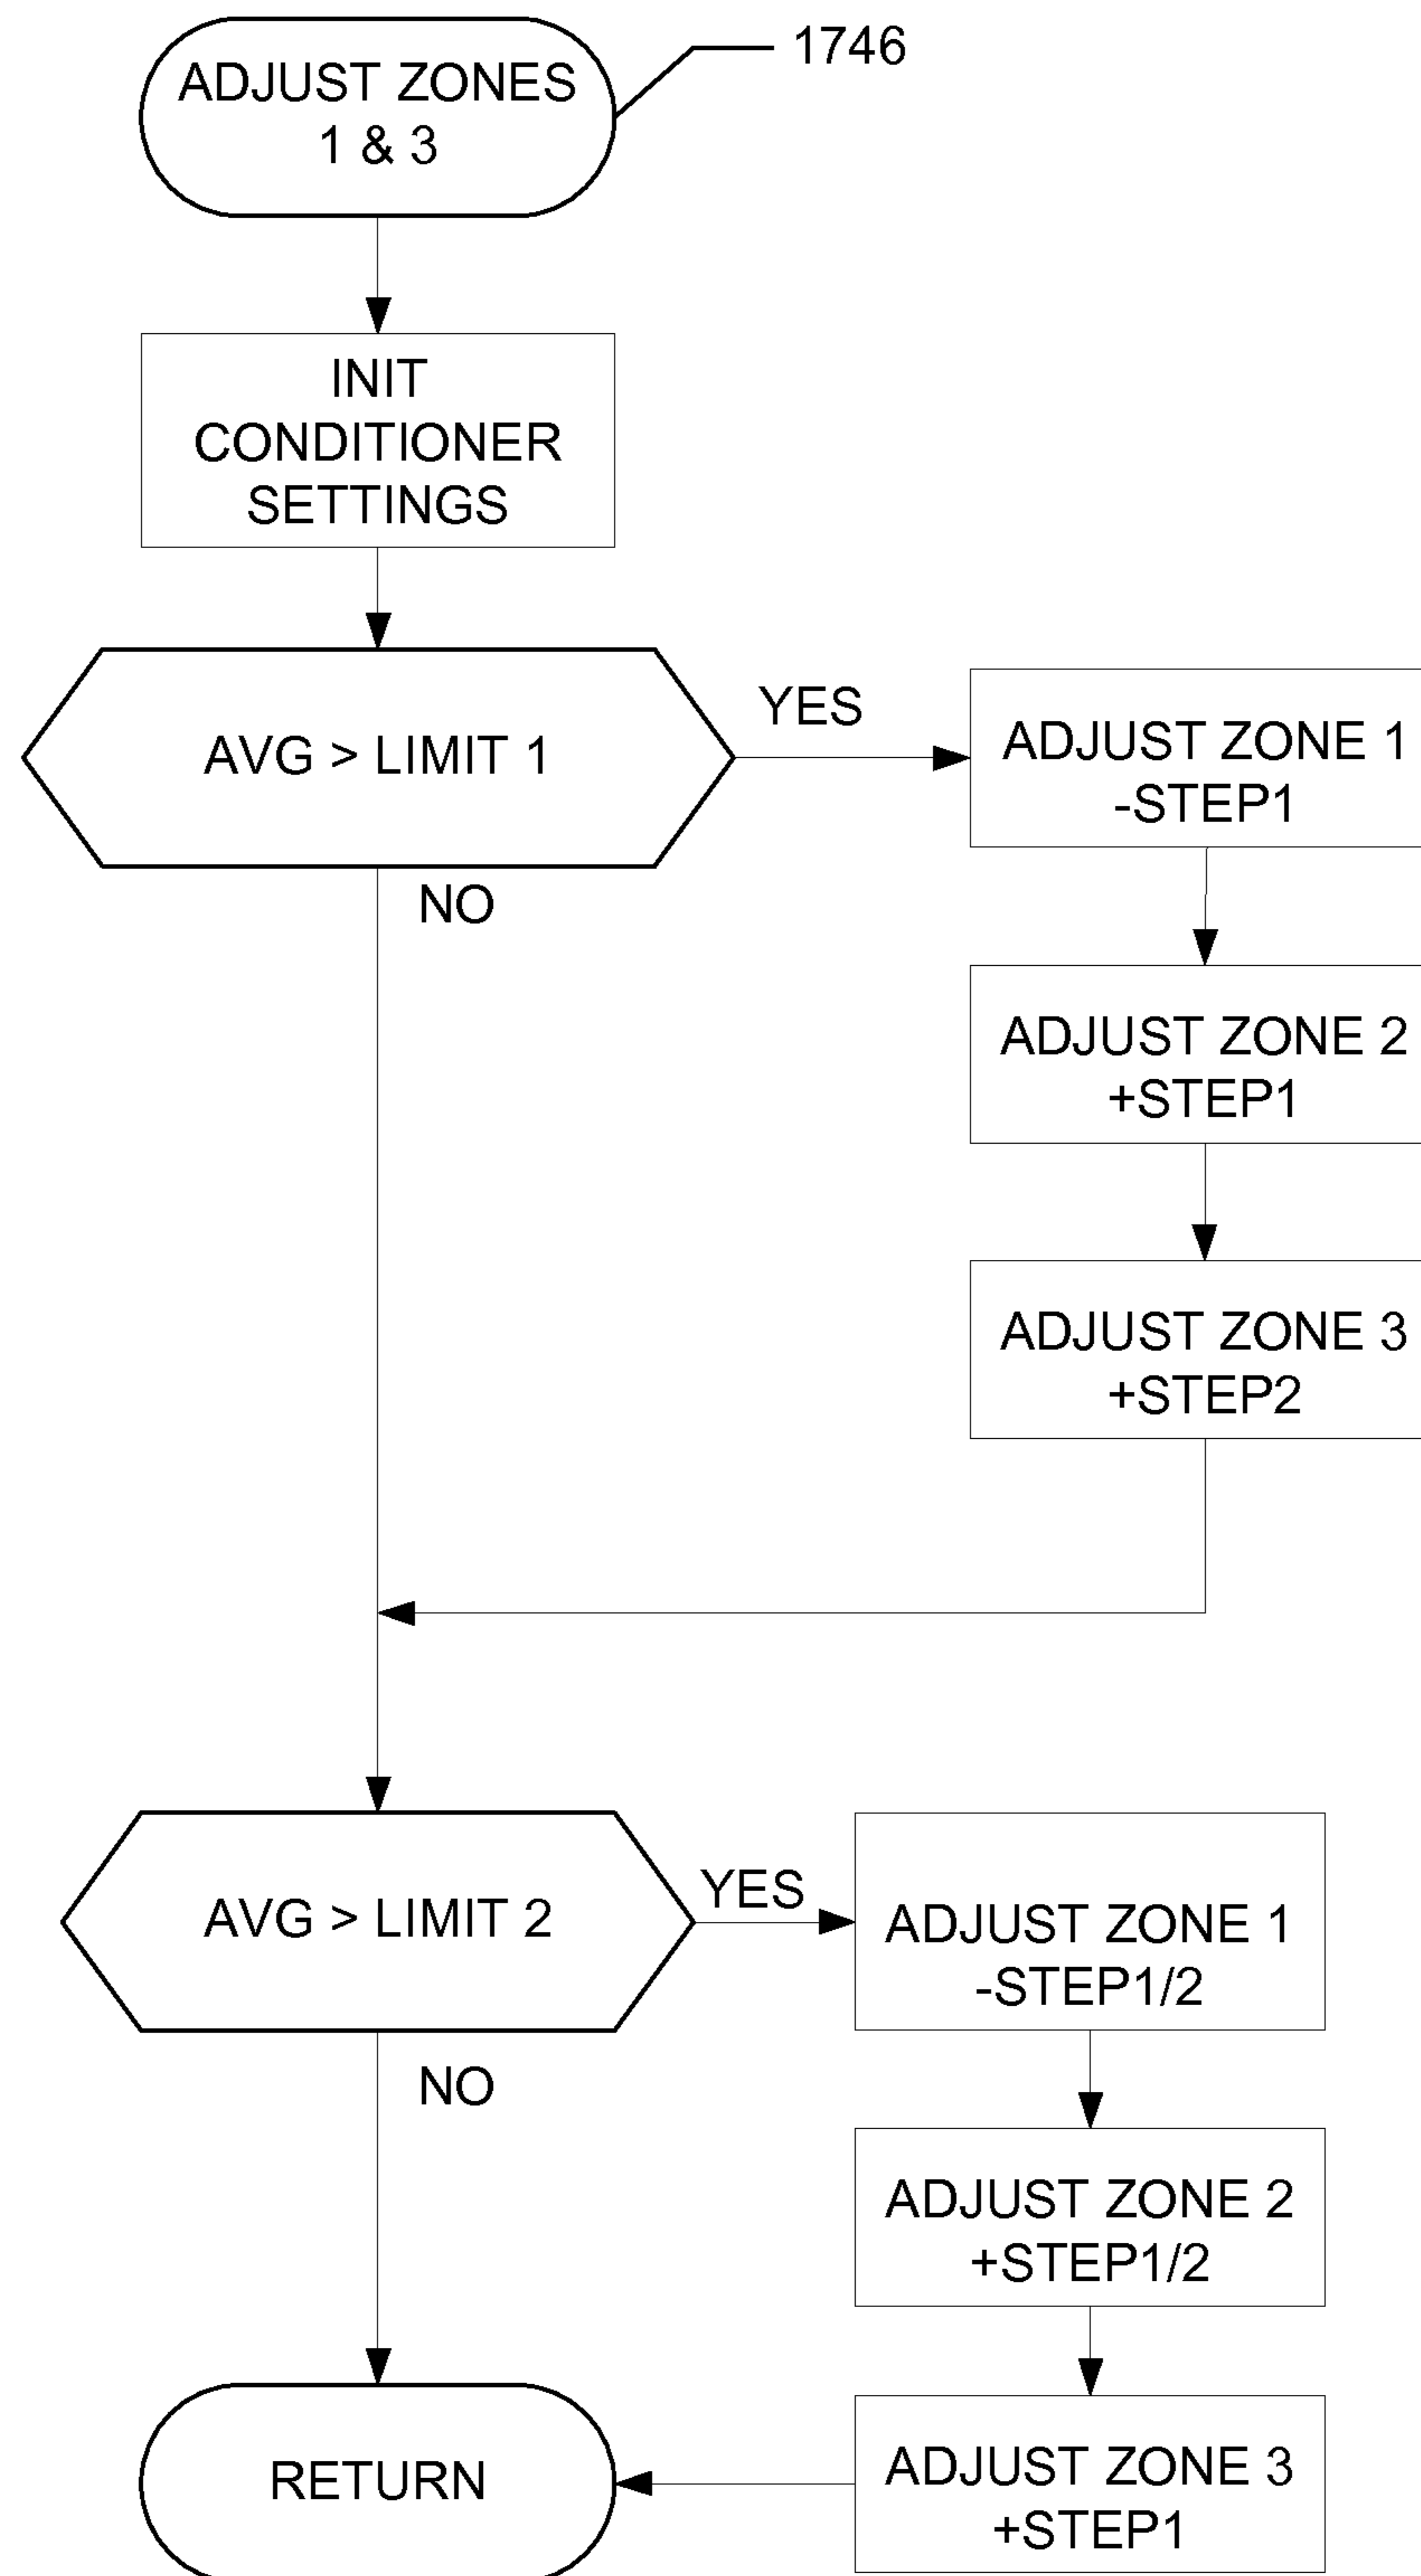 ADJUST ZONES
1 & 3
1746
INIT
CONDITIONER
SETTINGS
AVG > LIMIT 1
YES
NO
ADJUST ZONE 1
-STEP1
ADJUST ZONE 2
+STEP1
ADJUST ZONE 3
+STEP2
AVG > LIMIT 2
YES
NO
ADJUST ZONE 1
-STEP1/2
ADJUST ZONE 2
+STEP1/2
ADJUST ZONE 3
+STEP1
RETURN